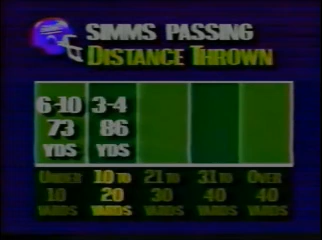 SIMMS PASSING
DISTANCE THROWN
6-10 3-4
73 86
YDS YDS
UNDER 10 TO 21 TO 31 TO OVER
10 20 30 40 40
YARDS YARDS YARDS YARDS YARDS